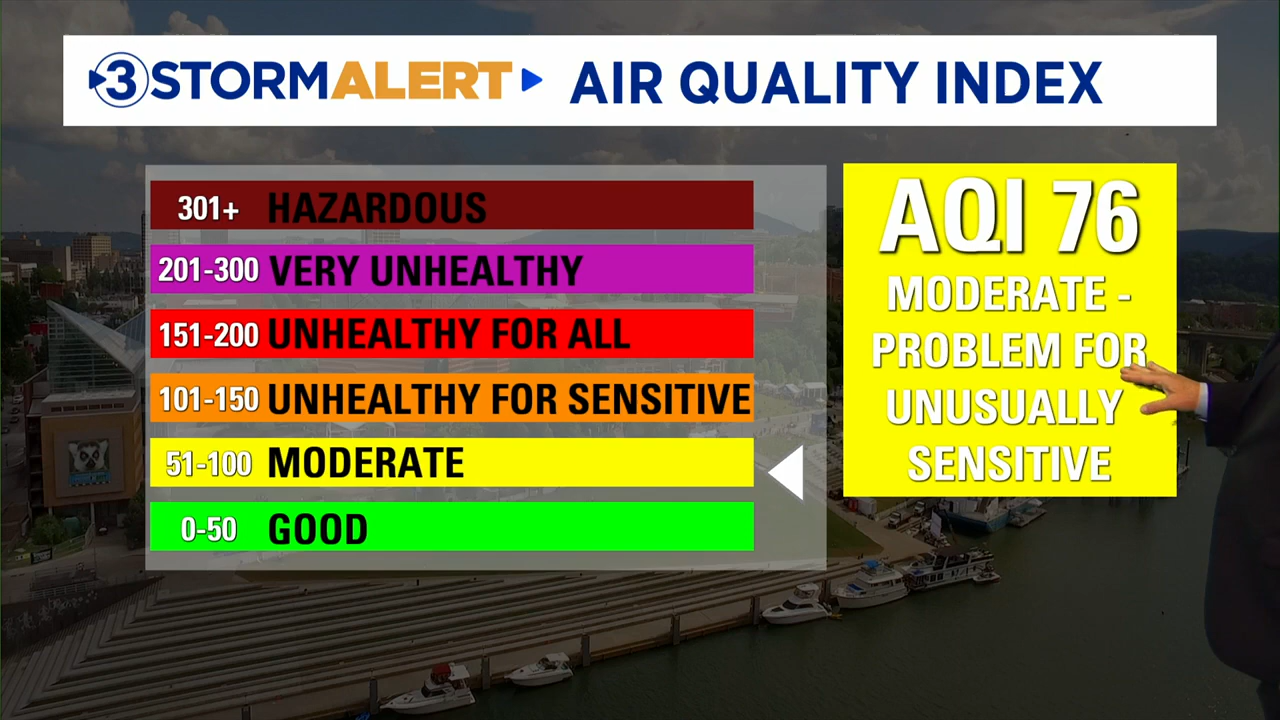 3 STORMALERT AIR QUALITY INDEX
301+ HAZARDOUS
201-300 VERY UNHEALTHY
151-200 UNHEALTHY FOR ALL
101-150 UNHEALTHY FOR SENSITIVE
51-100 MODERATE
0-50 GOOD
AQI 76
MODERATE -
PROBLEM FOR
UNUSUALLY
SENSITIVE